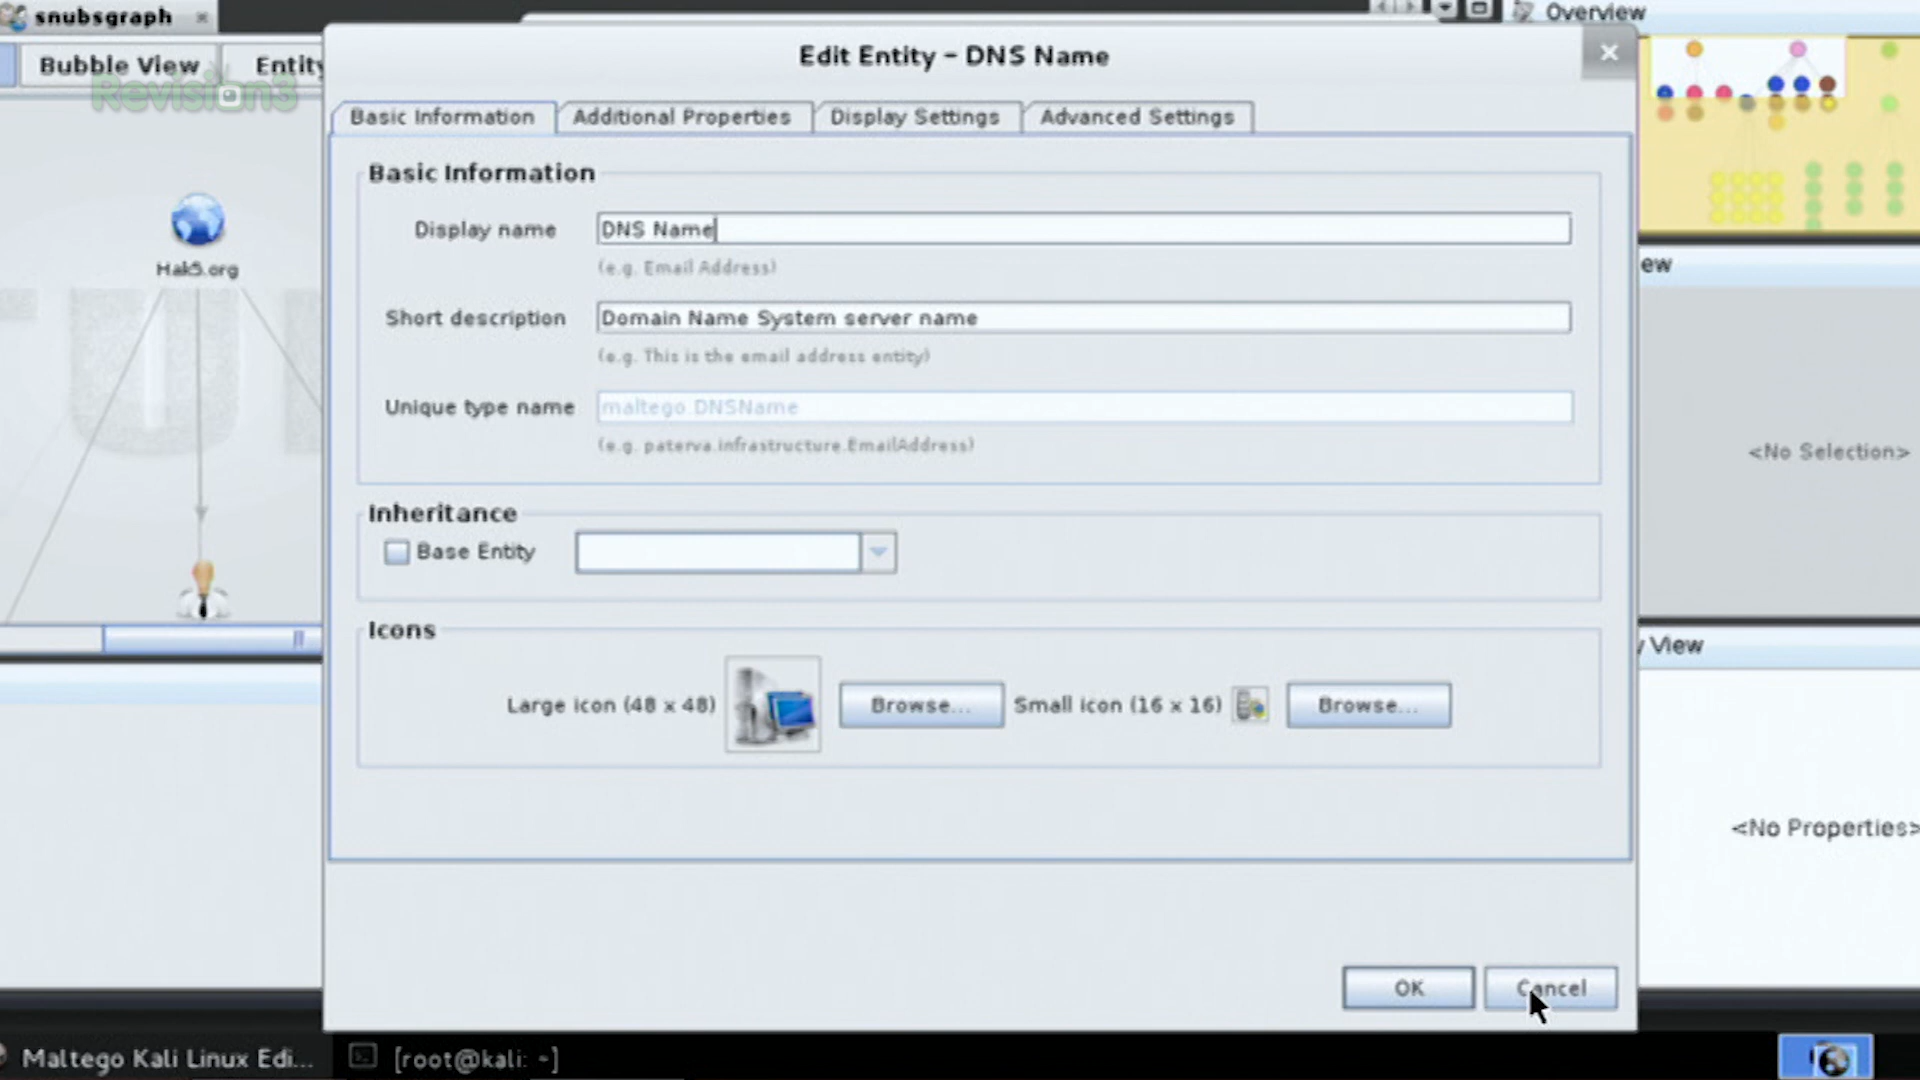 snubsgraph
Overview
Edit Entity – DNS Name
Bubble View
Entity
Revision3
Basic Information
Additional Properties
Display Settings
Advanced Settings
Basic Information
Display name
DNS Name
(e.g. Email Address)
Short description
Domain Name System server name
(e.g. This is the email address entity)
Unique type name
maltego.DNSName
(e.g. paterva.infrastructure.EmailAddress)
Hak5.org
ew
<No Selection>
Inheritance
Base Entity
Icons
Large icon (48 x 48)
Browse...
Small icon (16 x 16)
Browse...
y View
<No Properties>
OK
Cancel
Maltego Kali Linux Edi...
[root@kali: ~]